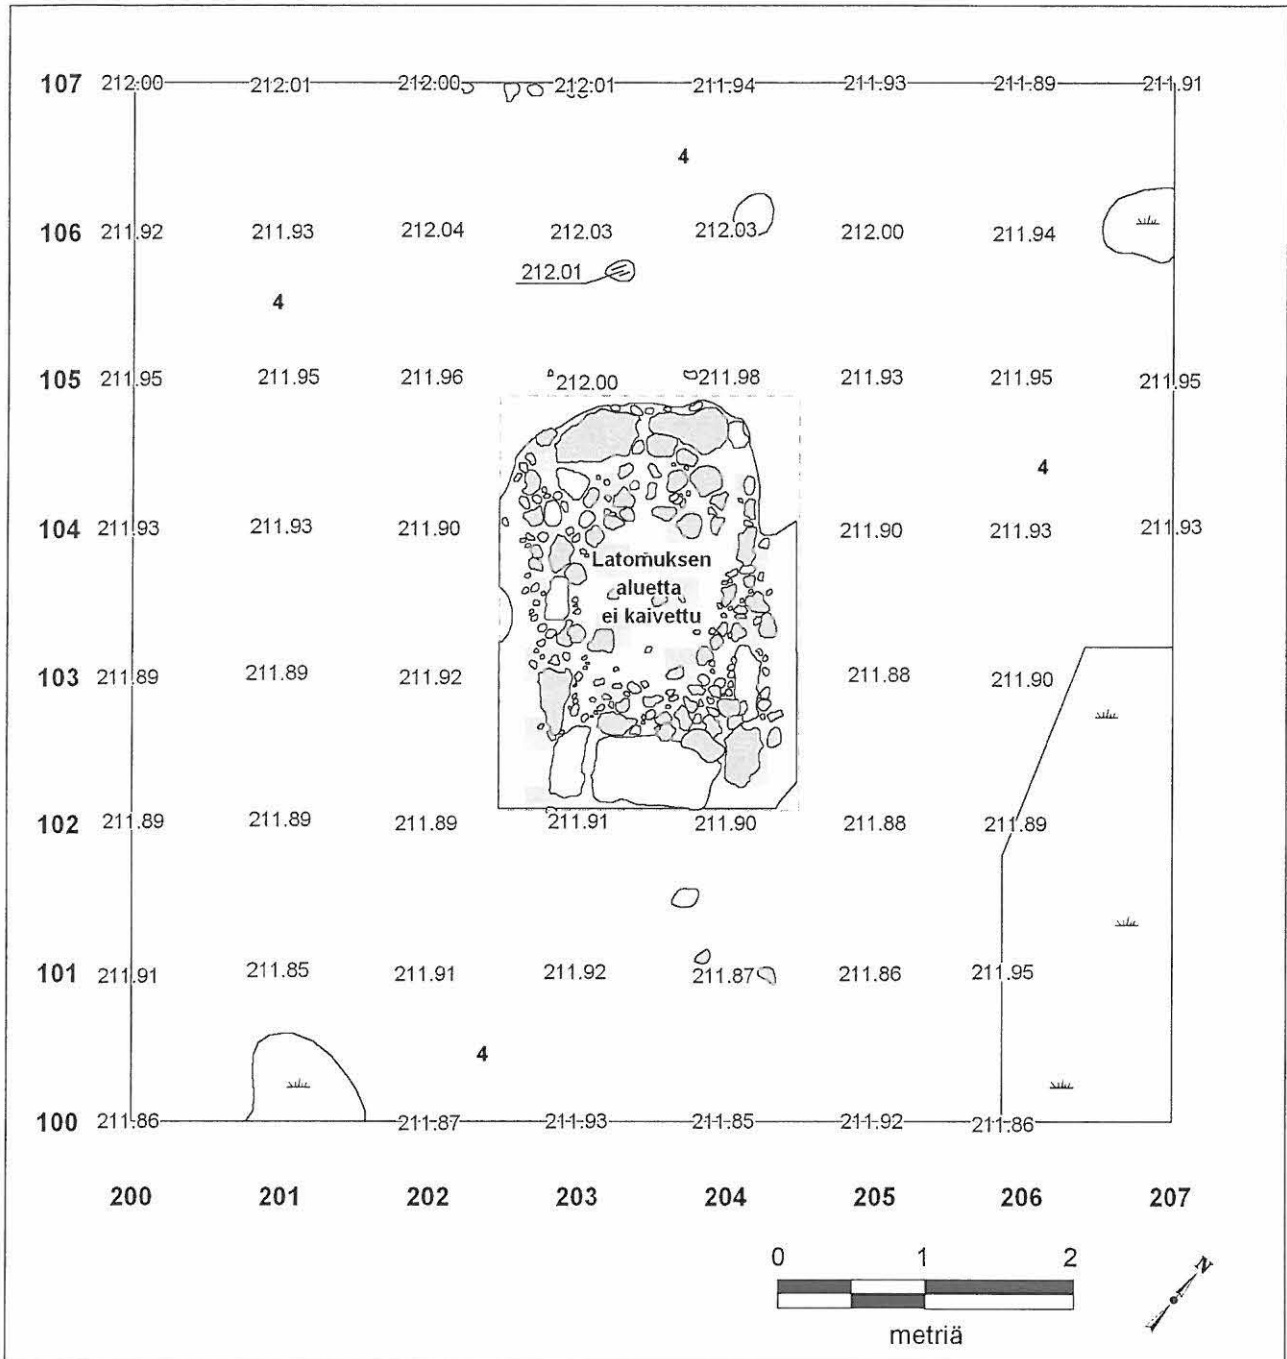 107 212.00 212.01 212.00 212.01 211.94 211.93 211.89 211.91
4
106 211.92 211.93 212.04 212.03 212.03 212.00 211.94
212.01
4
105 211.95 211.95 211.96 212.00 211.98 211.93 211.95 211.95
4
104 211.93 211.93 211.90 211.90 211.93 211.93
Latomuksen
aluetta
ei kaivettu
103 211.89 211.89 211.92 211.88 211.90
102 211.89 211.89 211.89 211.91 211.90 211.88 211.89
101 211.91 211.85 211.91 211.92 211.87 211.86 211.95
4
100 211.86 211.87 211.93 211.85 211.92 211.86
200 201 202 203 204 205 206 207
0 1 2
metriä
N